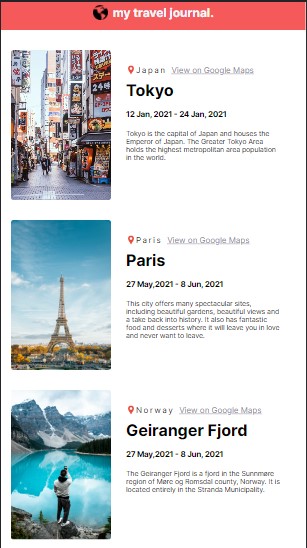 my travel journal.
Japan View on Google Maps
Tokyo
12 Jan, 2021 - 24 Jan, 2021
Tokyo is the capital of Japan and houses the
Emperor of Japan. The Greater Tokyo Area
holds the highest metropolitan area population
in the world.
Paris View on Google Maps
Paris
27 May,2021 - 8 Jun, 2021
This city offers many spectacular sites,
including beautiful gardens, beautiful views and
a take back into history. It also has fantastic
food and desserts where it will leave you in love
and never want to leave.
Norway View on Google Maps
Geiranger Fjord
27 May,2021 - 8 Jun, 2021
The Geiranger Fjord is a fjord in the Sunnmøre
region of Møre og Romsdal county, Norway. It is
located entirely in the Stranda Municipality.